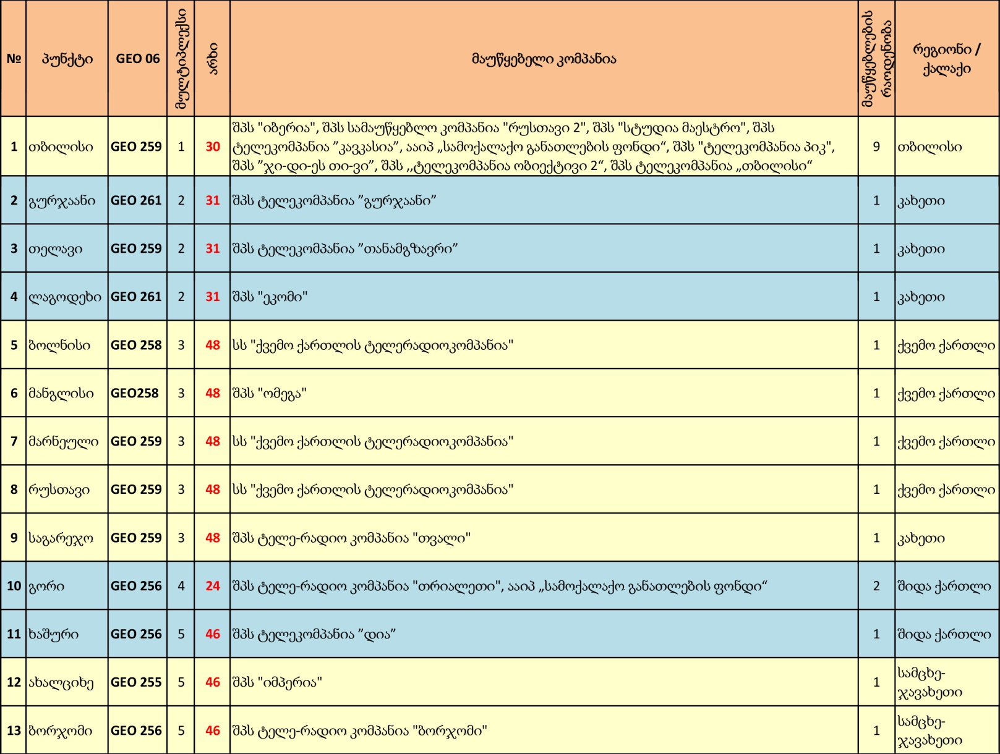 № პუნქტი GEO 06 მულტიპლექსი არხი მაუწყებელი კომპანია მაუწყებლების რაოდენობა რეგიონი / ქალაქი
1 თბილისი GEO 259 1 30 შპს "იბერია", შპს სამაუწყებლო კომპანია "რუსთავი 2", შპს "სტუდია მაესტრო", შპს
ტელეკომპანია ”კავკასია”, ააიპ „სამოქალაქო განათლების ფონდი“, შპს "ტელეკომპანია პიკ",
შპს ”ჯი-დი-ეს თი-ვი”, შპს ,,ტელეკომპანია ობიექტივი 2“, შპს ტელეკომპანია „თბილისი“ 9 თბილისი
2 გურჯაანი GEO 261 2 31 შპს ტელეკომპანია ”გურჯაანი” 1 კახეთი
3 თელავი GEO 259 2 31 შპს ტელეკომპანია ”თანამგზავრი” 1 კახეთი
4 ლაგოდეხი GEO 261 2 31 შპს "ეკომი" 1 კახეთი
5 ბოლნისი GEO 258 3 48 სს "ქვემო ქართლის ტელერადიოკომპანია" 1 ქვემო ქართლი
6 მანგლისი GEO258 3 48 შპს "ომეგა" 1 ქვემო ქართლი
7 მარნეული GEO 259 3 48 სს "ქვემო ქართლის ტელერადიოკომპანია" 1 ქვემო ქართლი
8 რუსთავი GEO 259 3 48 სს "ქვემო ქართლის ტელერადიოკომპანია" 1 ქვემო ქართლი
9 საგარეჯო GEO 259 3 48 შპს ტელე-რადიო კომპანია "თვალი" 1 კახეთი
10 გორი GEO 256 4 24 შპს ტელე-რადიო კომპანია "თრიალეთი", ააიპ „სამოქალაქო განათლების ფონდი“ 2 შიდა ქართლი
11 ხაშური GEO 256 5 46 შპს ტელეკომპანია ”დია” 1 შიდა ქართლი
12 ახალციხე GEO 255 5 46 შპს "იმპერია" 1 სამცხე-
ჯავახეთი
13 ბორჯომი GEO 256 5 46 შპს ტელე-რადიო კომპანია "ბორჯომი" 1 სამცხე-
ჯავახეთი